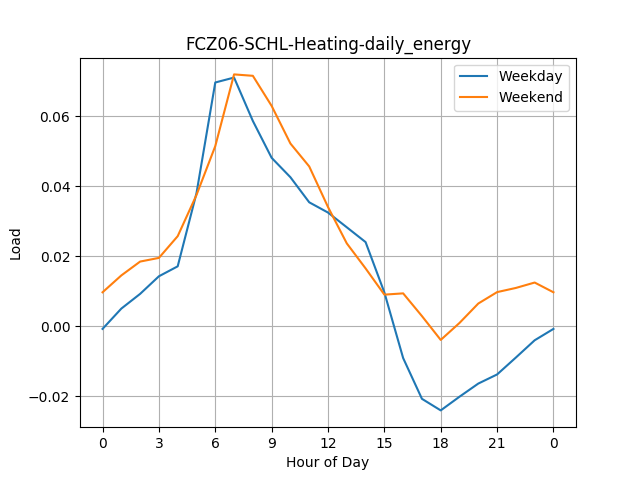 FCZ06-SCHL-Heating-daily_energy
Weekday
Weekend
Load
0.06
0.04
0.02
0.00
−0.02
0 3 6 9 12 15 18 21 0
Hour of Day